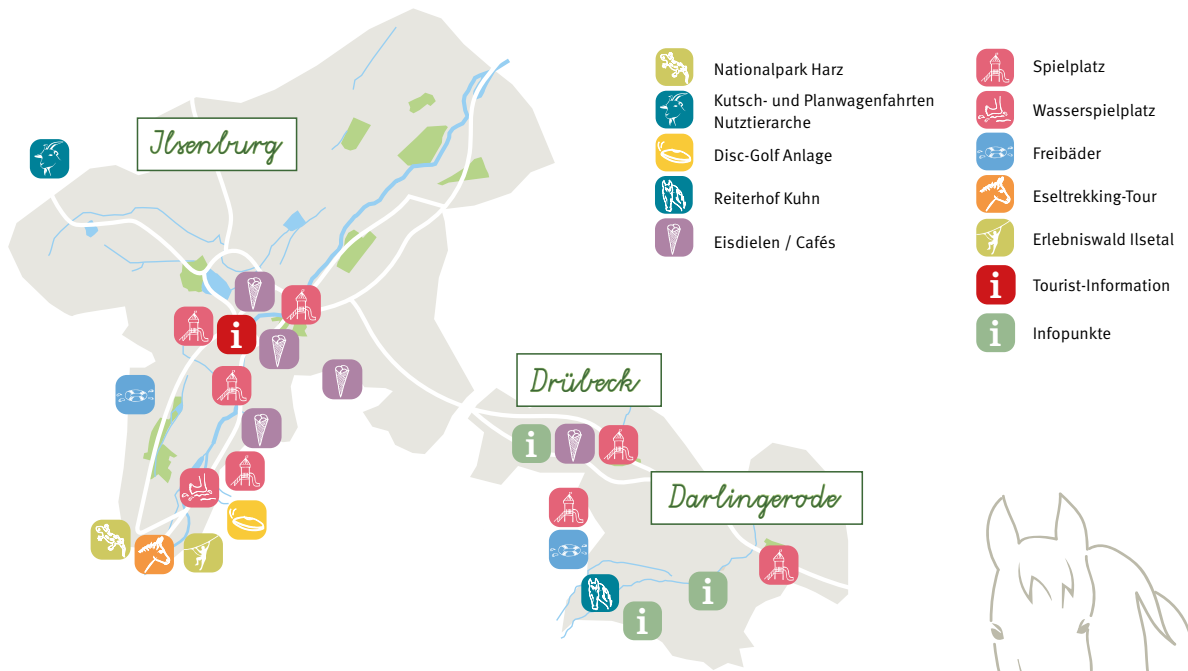 Ilsenburg
Drübeck
Darlingerode
Nationalpark Harz
Kutsch- und Planwagenfahrten
Nutztierarche
Disc-Golf Anlage
Reiterhof Kuhn
Eisdielen / Cafés
Spielplatz
Wasserspielplatz
Freibäder
Eseltrekking-Tour
Erlebniswald Ilsetal
i Tourist-Information
i Infopunkte
i
i
i
i